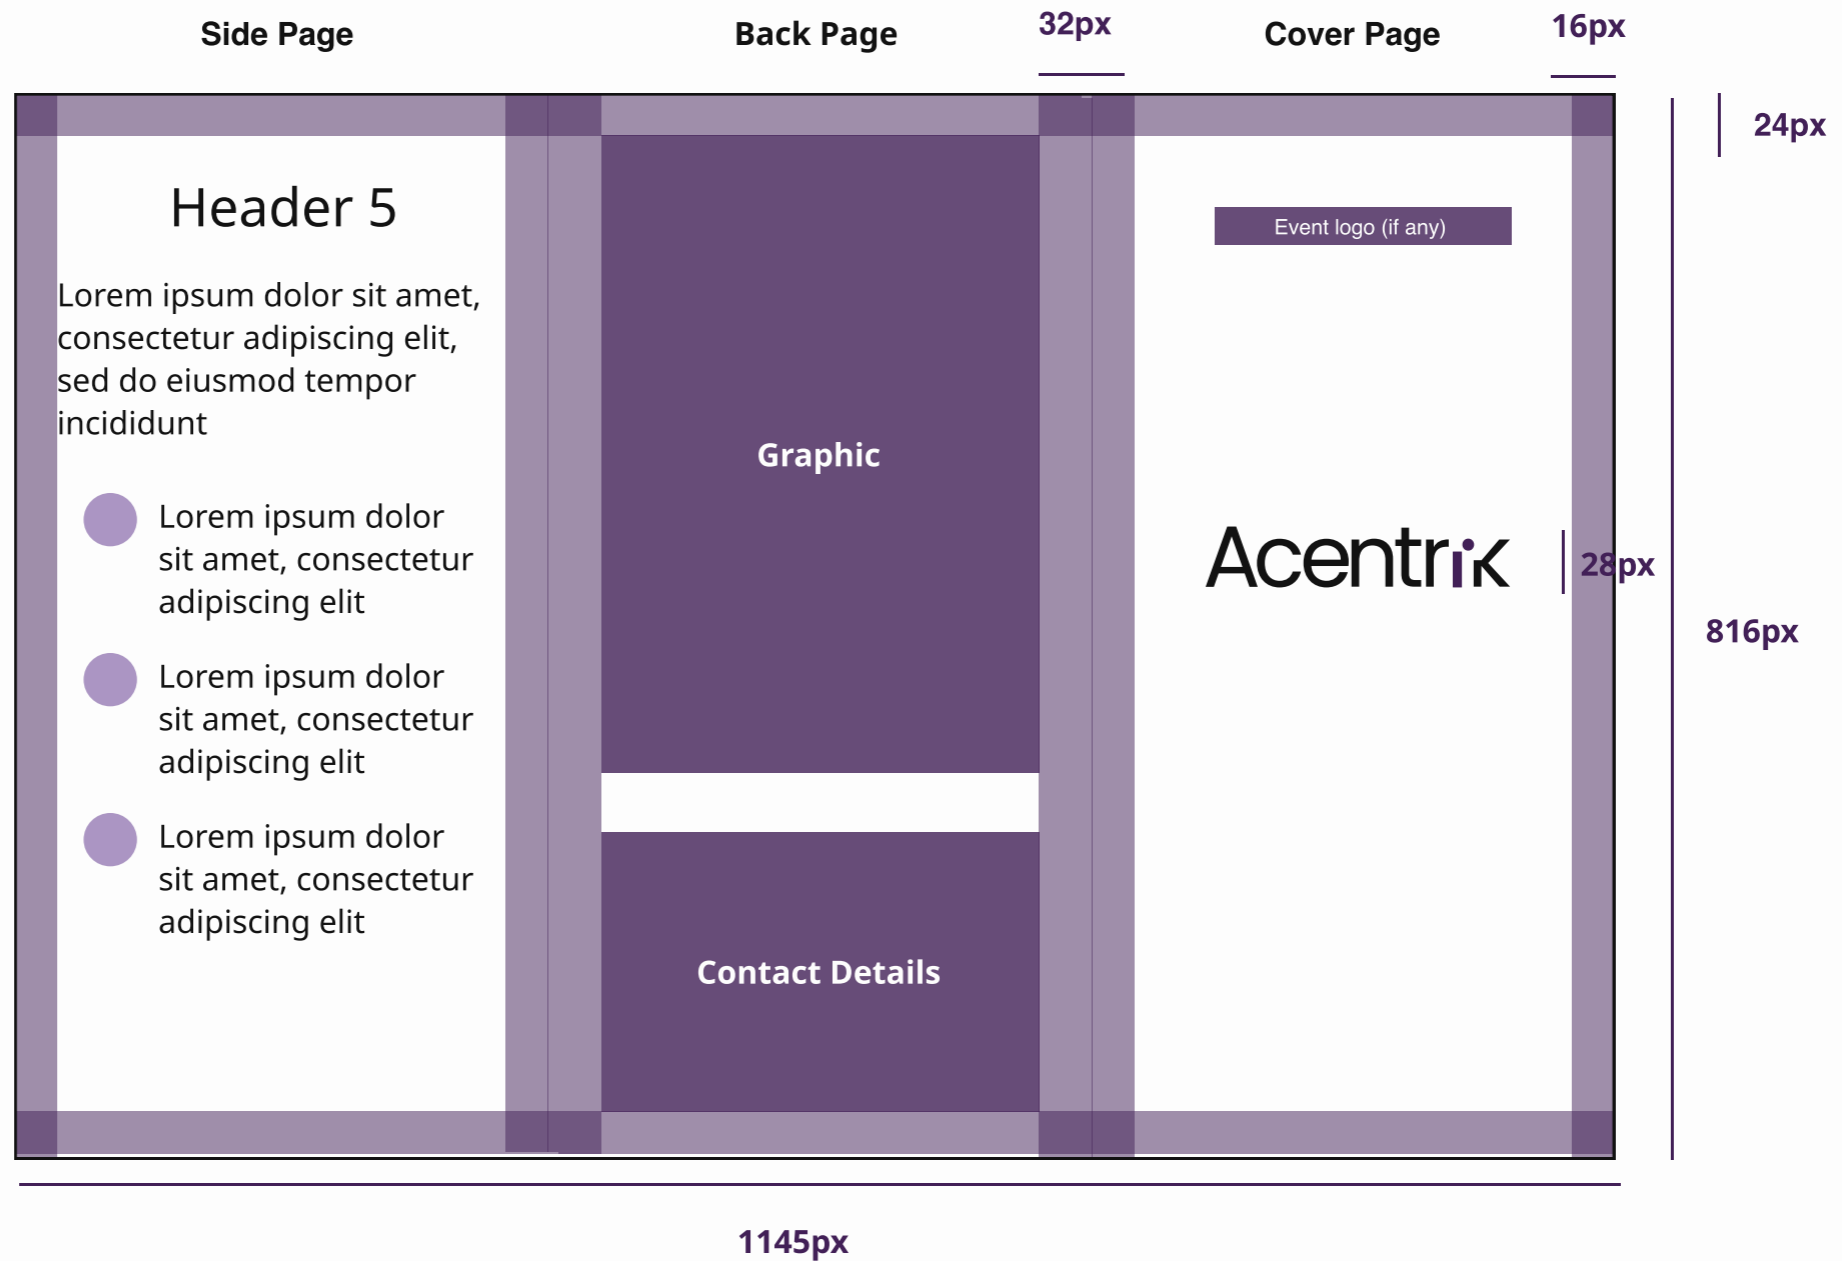 Side Page
Back Page
32px
Cover Page
16px
24px
Header 5
Lorem ipsum dolor sit amet,
consectetur adipiscing elit,
sed do eiusmod tempor
incididunt
Lorem ipsum dolor
sit amet, consectetur
adipiscing elit
Lorem ipsum dolor
sit amet, consectetur
adipiscing elit
Lorem ipsum dolor
sit amet, consectetur
adipiscing elit
Graphic
Contact Details
Event logo (if any)
Acentrik
28px
816px
1145px